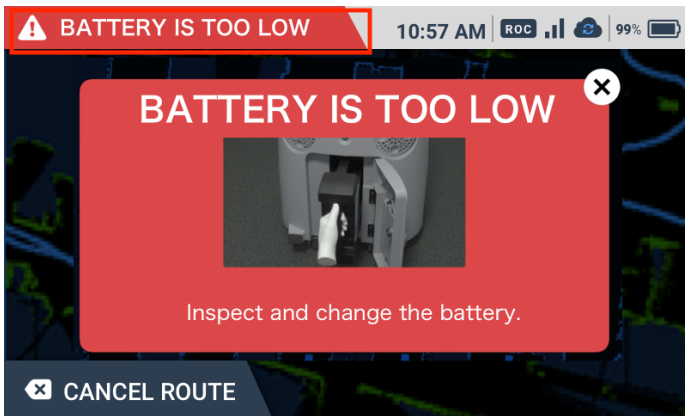 BATTERY IS TOO LOW
10:57 AM ROC 99%
BATTERY IS TOO LOW
Inspect and change the battery.
CANCEL ROUTE